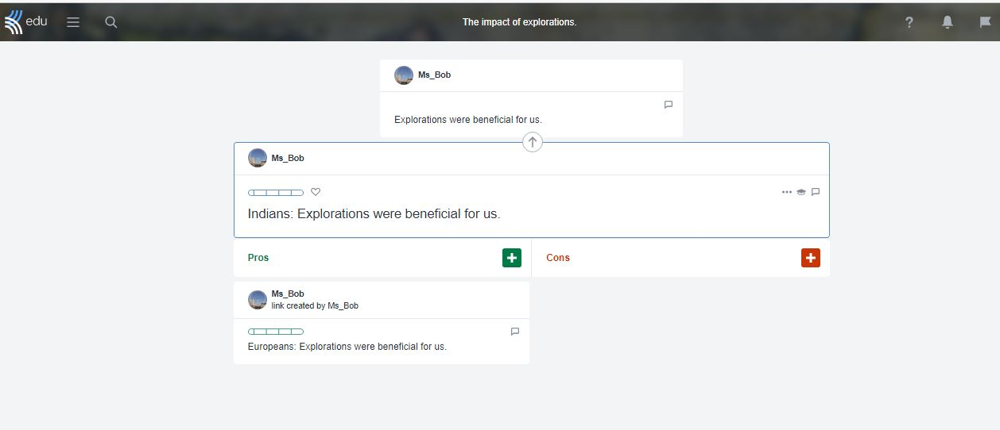 edu
The impact of explorations.
?
Ms_Bob
Explorations were beneficial for us.
Ms_Bob
Indians: Explorations were beneficial for us.
Pros
Cons
Ms_Bob
link created by Ms_Bob
Europeans: Explorations were beneficial for us.